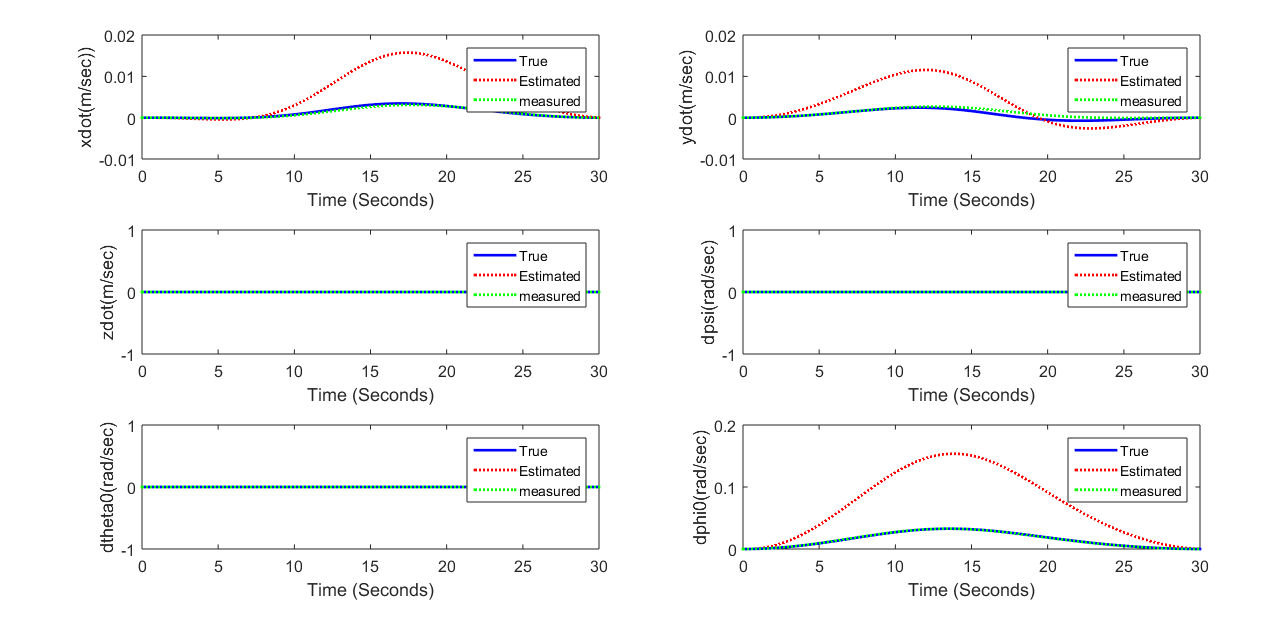 0.02
0.01
0
-0.01
xdot(m/sec))
True
Estimated
measured
0 5 10 15 20 25 30
Time (Seconds)
0.02
0.01
0
-0.01
ydot(m/sec)
True
Estimated
measured
0 5 10 15 20 25 30
Time (Seconds)
1
0
-1
zdot(m/sec)
True
Estimated
measured
0 5 10 15 20 25 30
Time (Seconds)
1
0
-1
dpsi(rad/sec)
True
Estimated
measured
0 5 10 15 20 25 30
Time (Seconds)
1
0
-1
dtheta0(rad/sec)
True
Estimated
measured
0 5 10 15 20 25 30
Time (Seconds)
0.2
0.1
0
dphi0(rad/sec)
True
Estimated
measured
0 5 10 15 20 25 30
Time (Seconds)